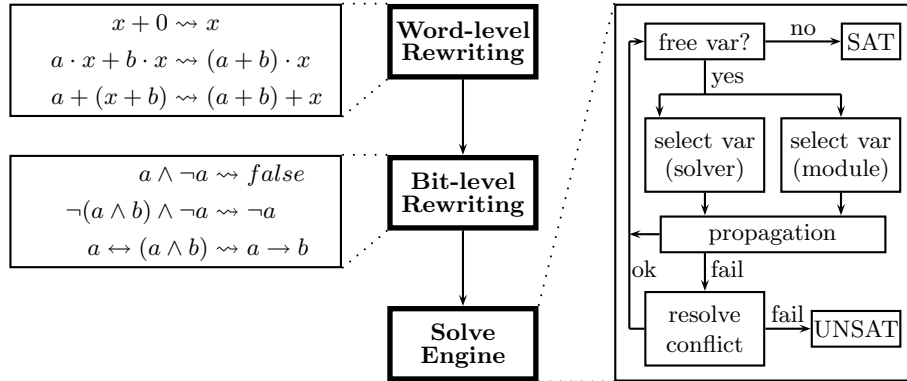 x + 0 ⇝ x
a · x + b · x ⇝ (a + b) · x
a + (x + b) ⇝ (a + b) + x
Word-level
Rewriting
a ∧ ¬a ⇝ false
¬(a ∧ b) ∧ ¬a ⇝ ¬a
a ↔ (a ∧ b) ⇝ a → b
Bit-level
Rewriting
Solve
Engine
free var?
no
SAT
yes
select var
(solver)
select var
(module)
propagation
ok
fail
resolve
conflict
fail
UNSAT